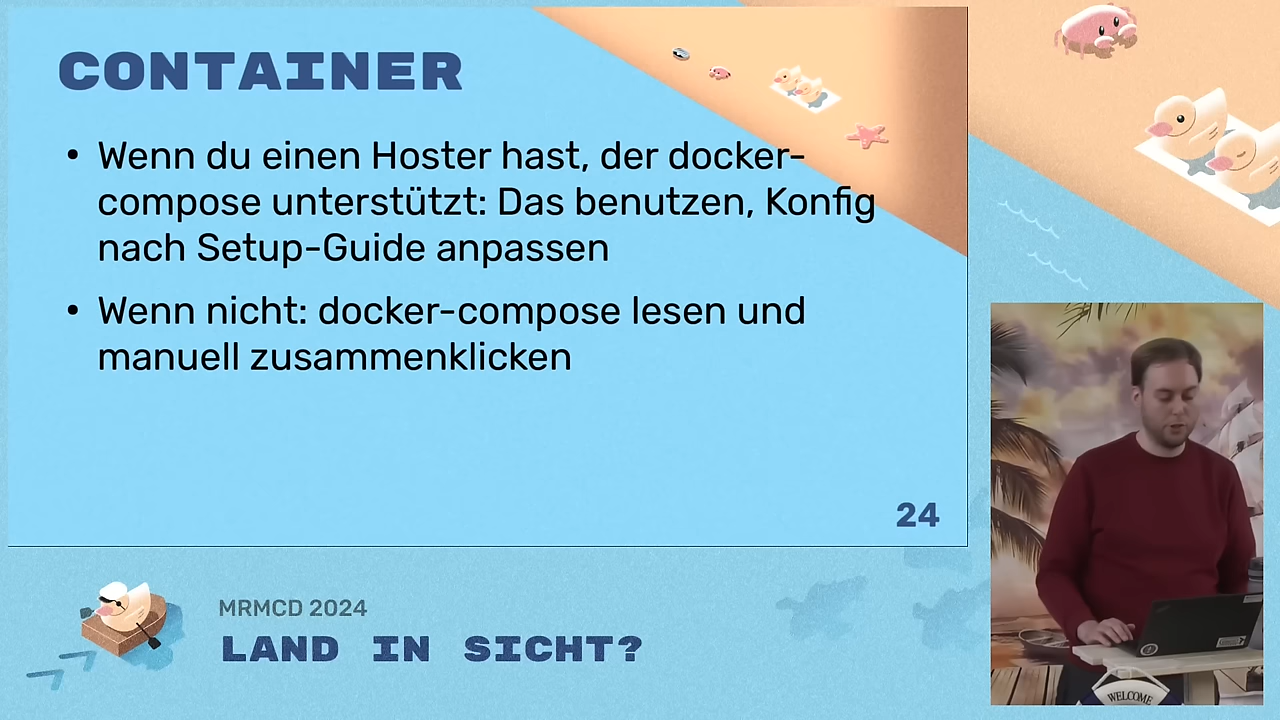 CONTAINER
• Wenn du einen Hoster hast, der docker-
compose unterstützt: Das benutzen, Konfig
nach Setup-Guide anpassen
• Wenn nicht: docker-compose lesen und
manuell zusammenklicken
24
MRMCD 2024
LAND IN SICHT?
WELCOME